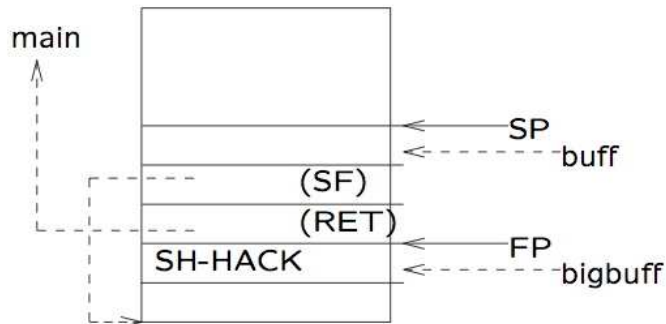 main
SP
buff
(SF)
(RET)
FP
SH-HACK
bigbuff